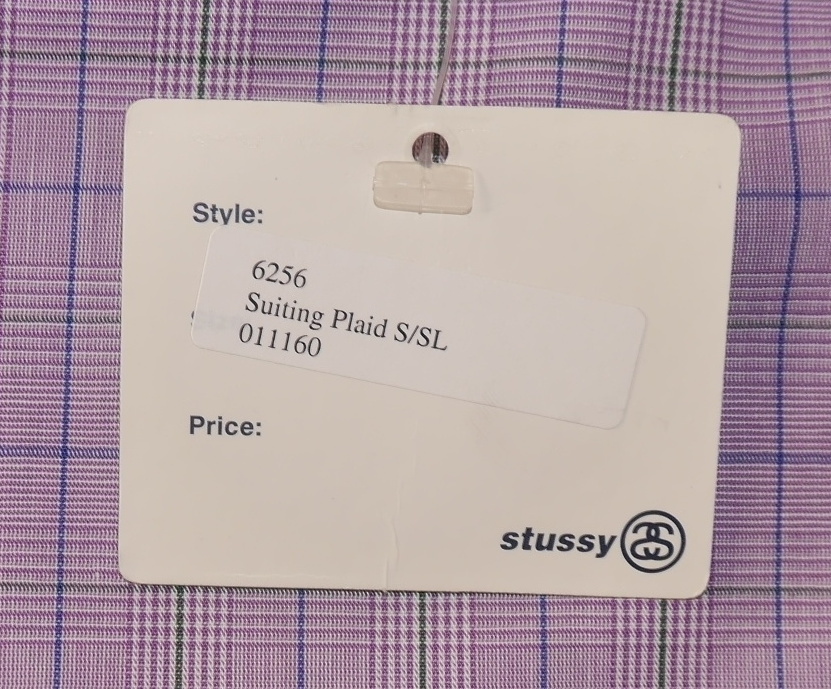 Style:
6256
Suiting Plaid S/SL
011160
Price:
stussy